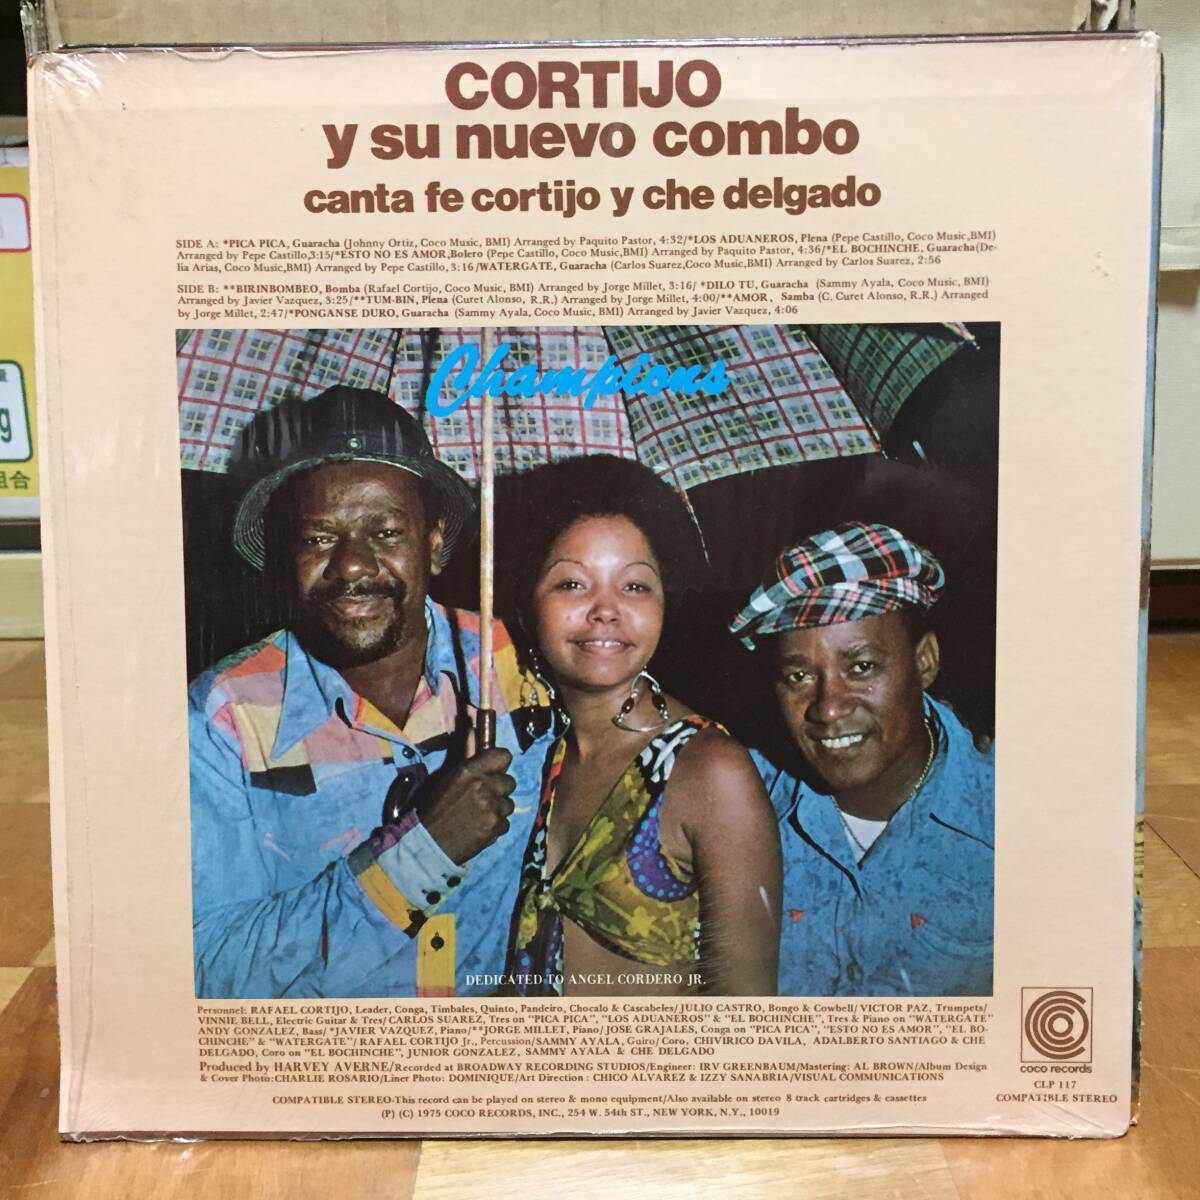 CORTIJO
y su nuevo combo
canta fe cortijo y che delgado
SIDE A: *PICA PICA, Guaracha (Johnny Ortiz, Coco Music, BMI) Arranged by Paquito Pastor, 4:32/*LOS ADUANEROS, Plena (Pepe Castillo, Coco Music,BMI)
Arranged by Pepe Castillo,3:15/*ESTO NO ES AMOR,Bolero (Pepe Castillo, Coco Music,BMI) Arranged by Paquito Pastor, 4:36/*EL BOCHINCHE, Guaracha(De-
lia Arias, Coco Music,BMI) Arranged by Pepe Castillo, 3:16/WATERGATE, Guaracha (Carlos Suarez,Coco Music,BMI) Arranged by Carlos Suarez, 2:56
SIDE B: **BIRINBOMBEO, Bomba (Rafael Cortijo, Coco Music, BMI) Arranged by Jorge Millet, 3:16/ *DILO TU, Guaracha (Sammy Ayala, Coco Music, BMI)
Arranged by Javier Vazquez, 3:25/**TUM-BIN, Plena (Curet Alonso, R.R.) Arranged by Jorge Millet, 4:00/**AMOR, Samba (C. Curet Alonso, R.R.) Arranged
by Jorge Millet, 2:47/*PONGANSE DURO, Guaracha (Sammy Ayala, Coco Music, BMI) Arranged by Javier Vazquez, 4:06
Champions
DEDICATED TO ANGEL CORDERO JR.
Personnel: RAFAEL CORTIJO, Leader, Conga, Timbales, Quinto, Pandeiro, Chocalo & Cascabeles/JULIO CASTRO, Bongo & Cowbell/VICTOR PAZ, Trumpets/
VINNIE BELL, Electric Guitar & Tres/CARLOS SUAREZ, Tres on "PICA PICA", "LOS ADUANEROS" & "EL BOCHINCHE", Tres & Piano on "WATERGATE"
ANDY GONZALEZ, Bass/ *JAVIER VAZQUEZ, Piano/**JORGE MILLET, Piano/JOSE GRAJALES, Conga on "PICA PICA", "ESTO NO ES AMOR", "EL BO-
CHINCHE" & "WATERGATE"/ RAFAEL CORTIJO Jr., Percussion/SAMMY AYALA, Guiro/Coro, CHIVIRICO DAVILA, ADALBERTO SANTIAGO & CHE
DELGADO, Coro on "EL BOCHINCHE", JUNIOR GONZALEZ, SAMMY AYALA & CHE DELGADO
Produced by HARVEY AVERNE/Recorded at BROADWAY RECORDING STUDIOS/Engineer: IRV GREENBAUM/Mastering: AL BROWN/Album Design
& Cover Photo:CHARLIE ROSARIO/Liner Photo: DOMINIQUE/Art Direction : CHICO ALVAREZ & IZZY SANABRIA/VISUAL COMMUNICATIONS
COMPATIBLE STEREO-This record can be played on stereo & mono equipment/Also available on stereo 8 track cartridges & cassettes
(P) (C) 1975 COCO RECORDS, INC., 254 W. 54th ST., NEW YORK, N.Y., 10019
coco records
CLP 117
COMPATIBLE STEREO
g
組合